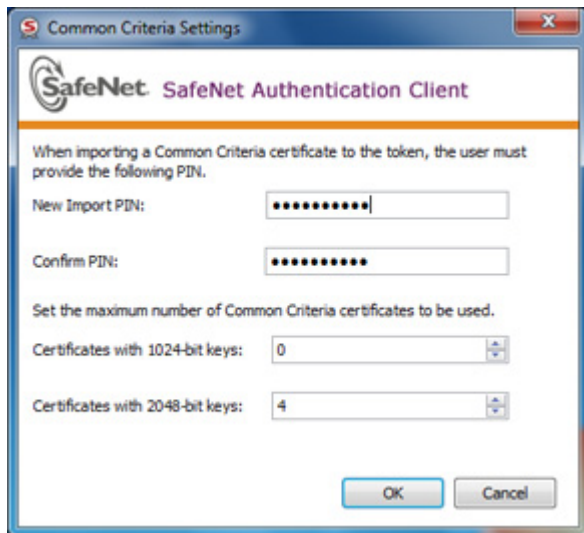 Common Criteria Settings
SafeNet. SafeNet Authentication Client
When importing a Common Criteria certificate to the token, the user must
provide the following PIN.
New Import PIN: ••••••••••
Confirm PIN: ••••••••••
Set the maximum number of Common Criteria certificates to be used.
Certificates with 1024-bit keys: 0
Certificates with 2048-bit keys: 4
OK Cancel